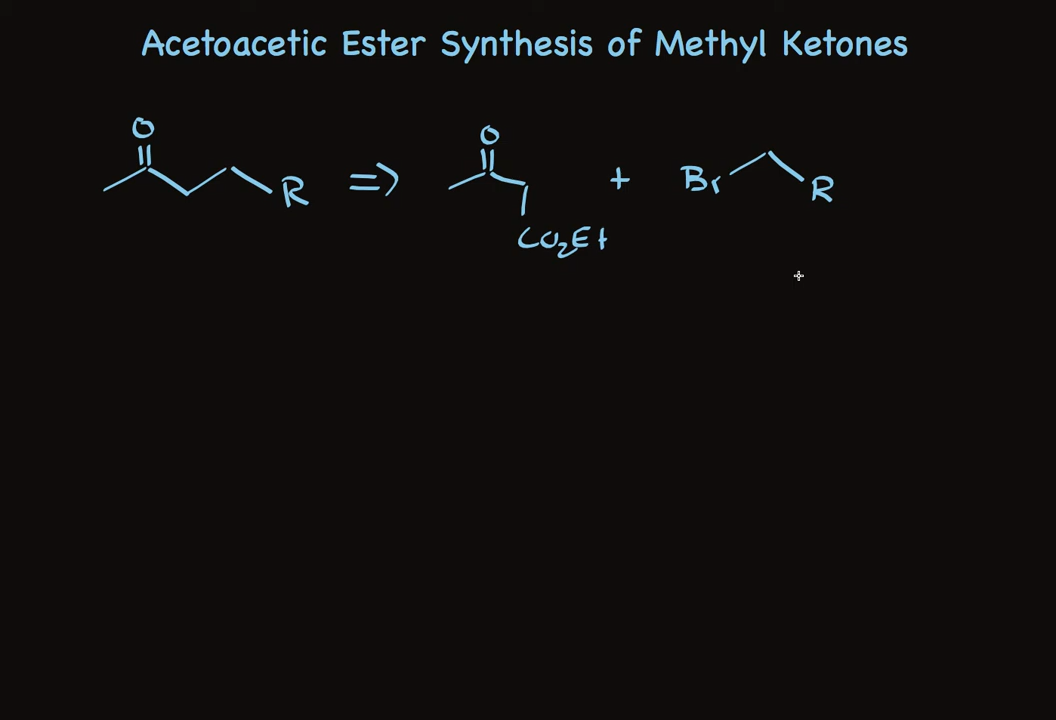 Acetoacetic Ester Synthesis of Methyl Ketones
O
R ⇒ O
+ Br R
CO2Et